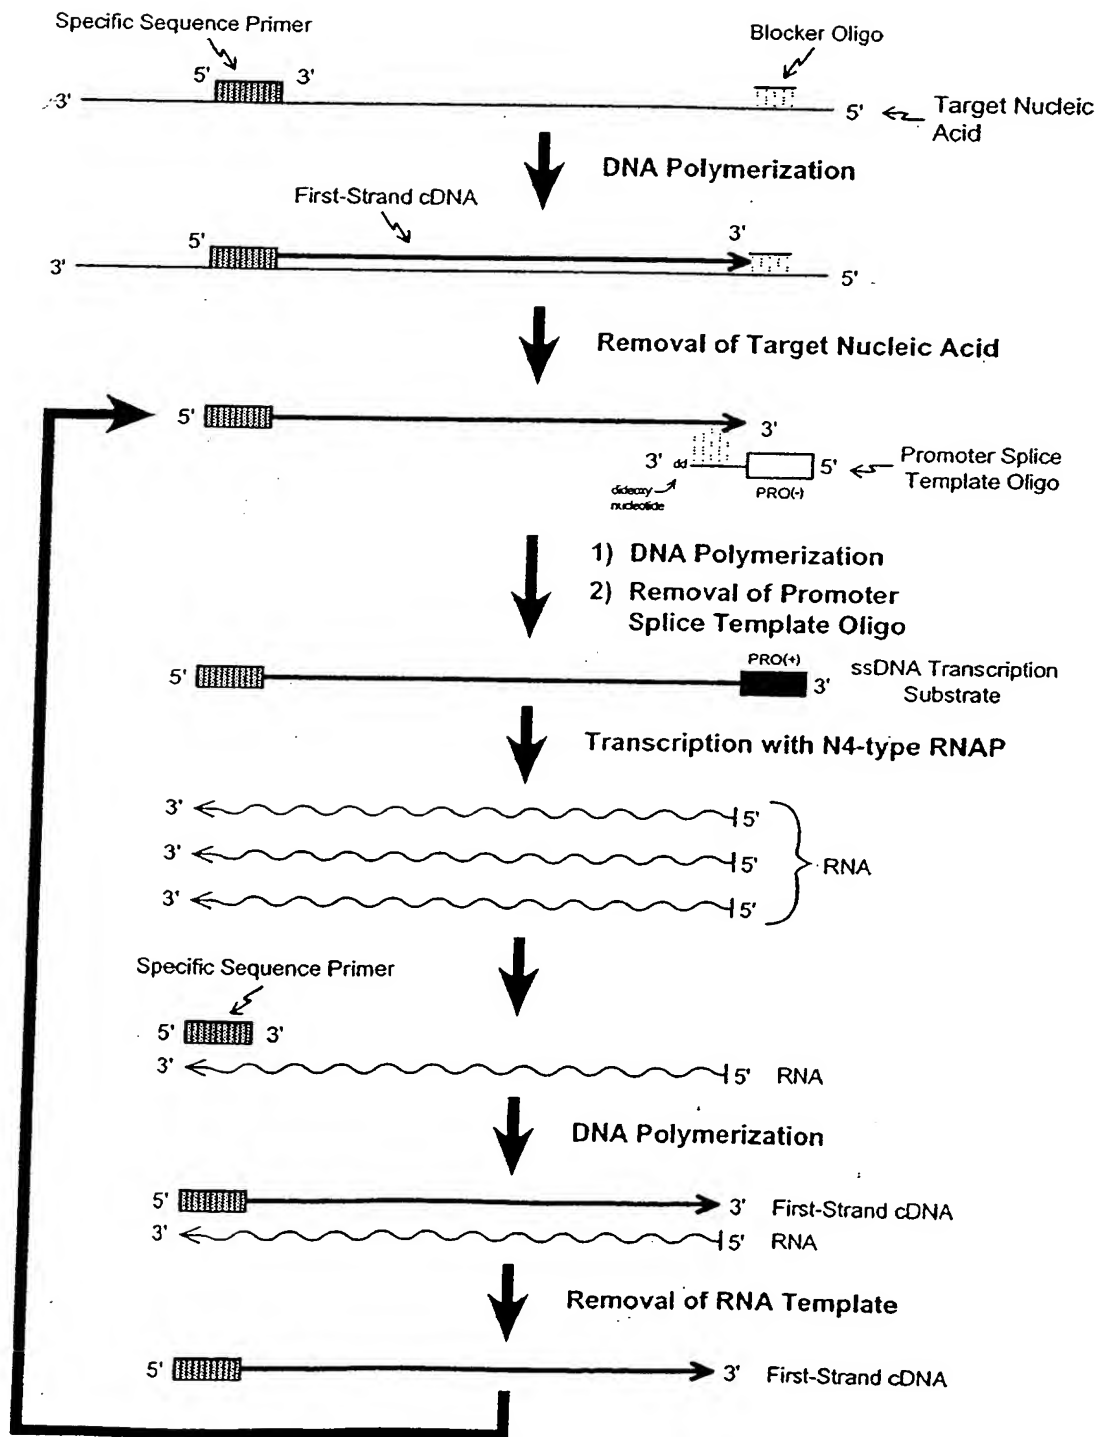 Specific Sequence Primer
Blocker Oligo
5' 3'
3' 5'
Target Nucleic
Acid
DNA Polymerization
First-Strand cDNA
5' 3'
3' 5'
Removal of Target Nucleic Acid
5' 3'
3' dd 5'
Promoter Splice
Template Oligo
dideoxy
nucleotide
PRO(-)
1) DNA Polymerization
2) Removal of Promoter
Splice Template Oligo
PRO(+)
5' 3'
ssDNA Transcription
Substrate
Transcription with N4-type RNAP
3' 5'
3' 5'
RNA
3' 5'
Specific Sequence Primer
5' 3'
3' 5' RNA
DNA Polymerization
5' 3' First-Strand cDNA
3' 5' RNA
Removal of RNA Template
5' 3' First-Strand cDNA